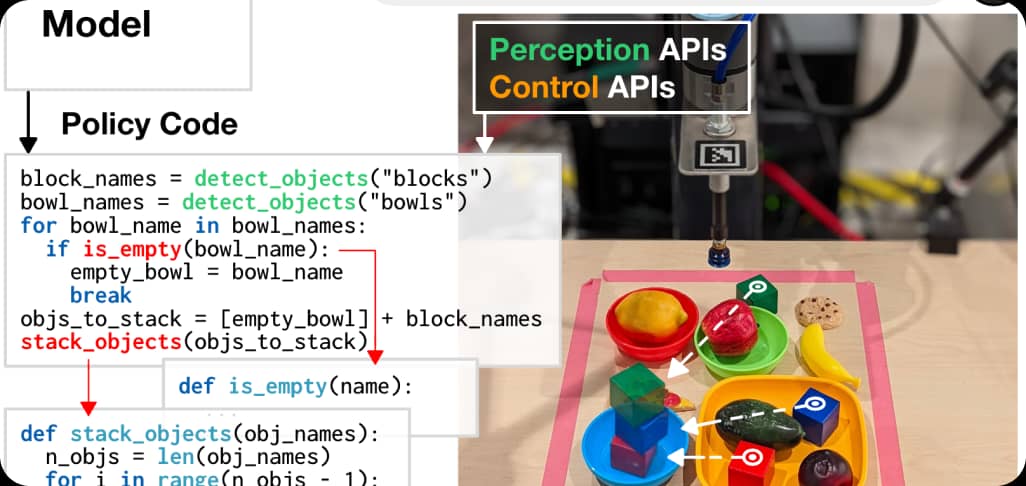 Model
Perception APIs
Control APIs
Policy Code
block_names = detect_objects("blocks")
bowl_names = detect_objects("bowls")
for bowl_name in bowl_names:
  if is_empty(bowl_name):
    empty_bowl = bowl_name
    break
objs_to_stack = [empty_bowl] + block_names
stack_objects(objs_to_stack)
def is_empty(name):
...
def stack_objects(obj_names):
  n_objs = len(obj_names)
  for i in range(n_objs - 1):